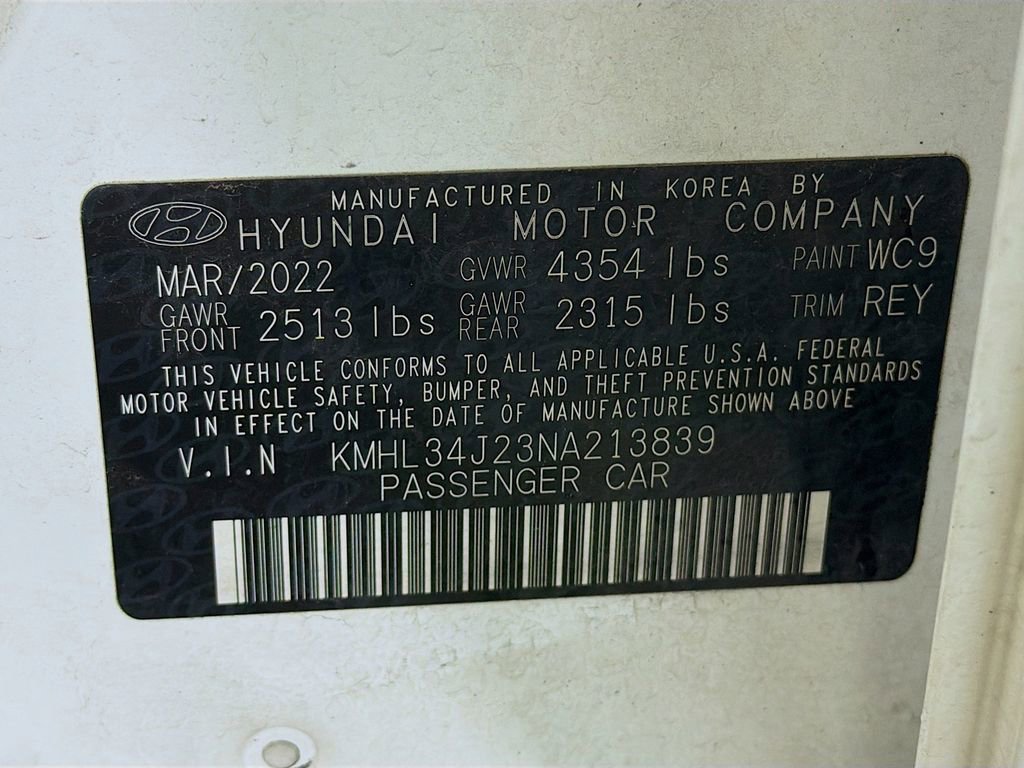 MANUFACTURED IN KOREA BY
HYUNDAI MOTOR COMPANY
MAR/2022 GVWR 4354 lbs PAINT WC9
GAWR FRONT 2513 lbs GAWR REAR 2315 lbs TRIM REY
THIS VEHICLE CONFORMS TO ALL APPLICABLE U.S.A. FEDERAL
MOTOR VEHICLE SAFETY, BUMPER, AND THEFT PREVENTION STANDARDS
IN EFFECT ON THE DATE OF MANUFACTURE SHOWN ABOVE
V.I.N KMHL34J23NA213839
PASSENGER CAR